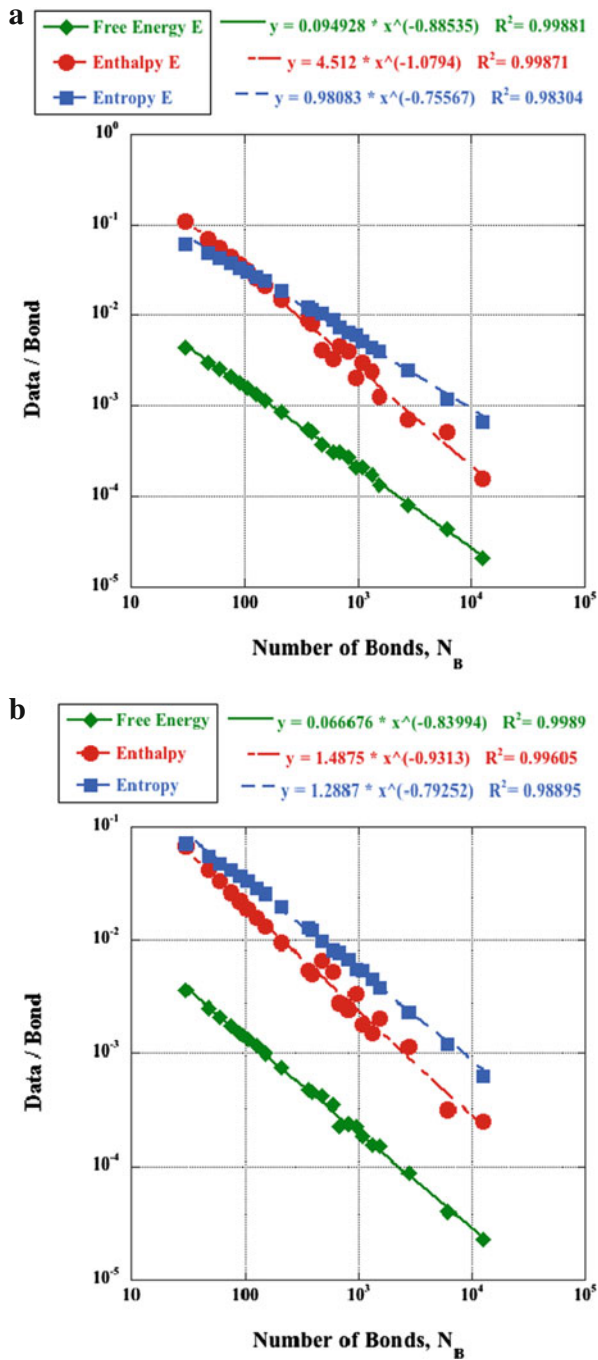 a
Free Energy E y = 0.094928 * x^(-0.88535) R²= 0.99881
Enthalpy E y = 4.512 * x^(-1.0794) R²= 0.99871
Entropy E y = 0.98083 * x^(-0.75567) R²= 0.98304
10⁰
10⁻¹
10⁻²
10⁻³
10⁻⁴
10⁻⁵
Data / Bond
10 100 10³ 10⁴ 10⁵
Number of Bonds, N_B
b
Free Energy y = 0.066676 * x^(-0.83994) R²= 0.9989
Enthalpy y = 1.4875 * x^(-0.9313) R²= 0.99605
Entropy y = 1.2887 * x^(-0.79252) R²= 0.98895
10⁻¹
10⁻²
10⁻³
10⁻⁴
10⁻⁵
Data / Bond
10 100 10³ 10⁴ 10⁵
Number of Bonds, N_B